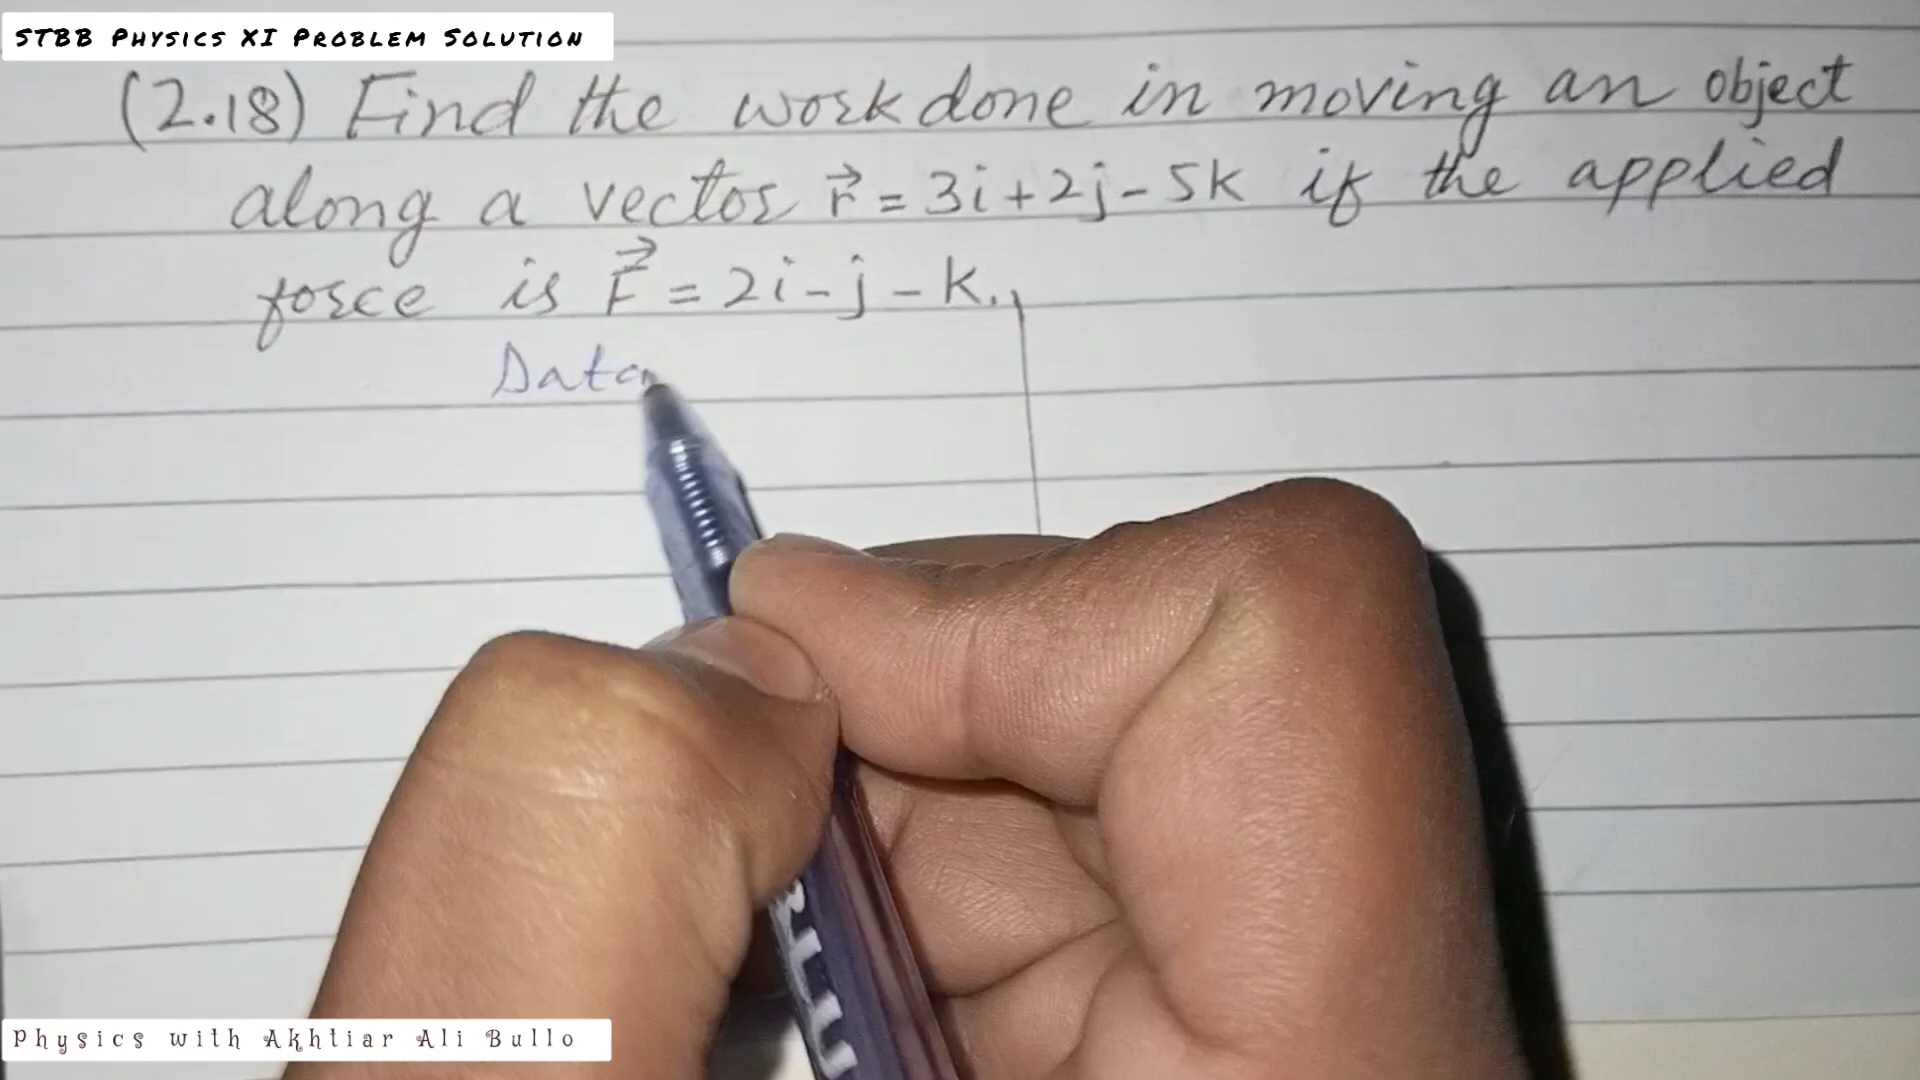 STBB PHYSICS XI PROBLEM SOLUTION
(2.18) Find the work done in moving an object
along a vector r⃗ = 3i+2j-5k if the applied
force is F⃗ = 2i-j-k.
Data
Physics with Akhtiar Ali Bullo